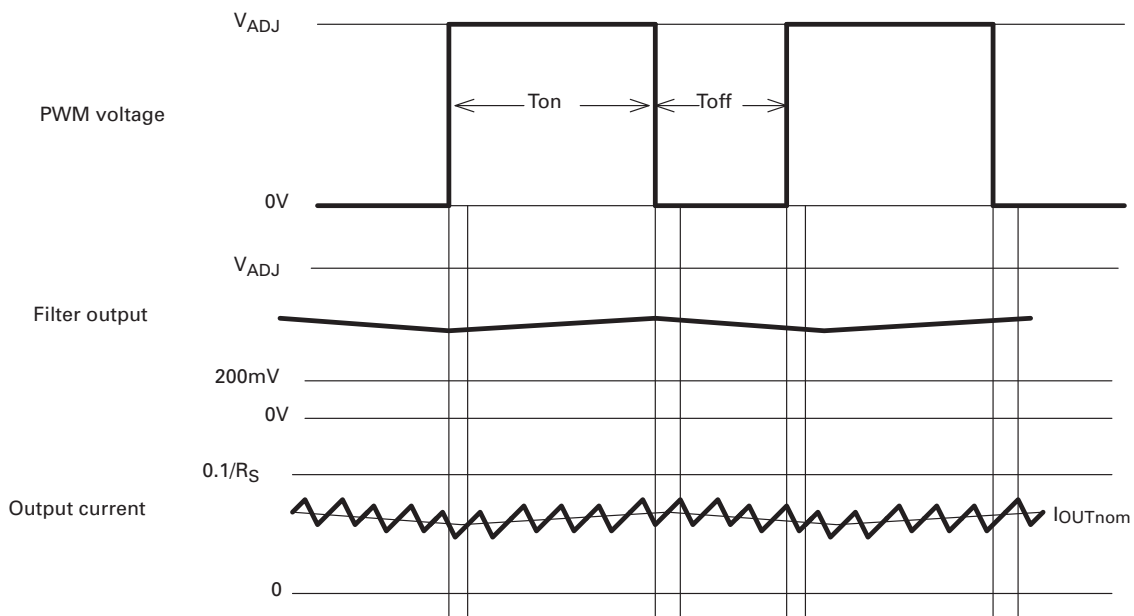 VADJ
Ton
Toff
PWM voltage
0V
VADJ
Filter output
200mV
0V
0.1/RS
Output current
IOUTnom
0